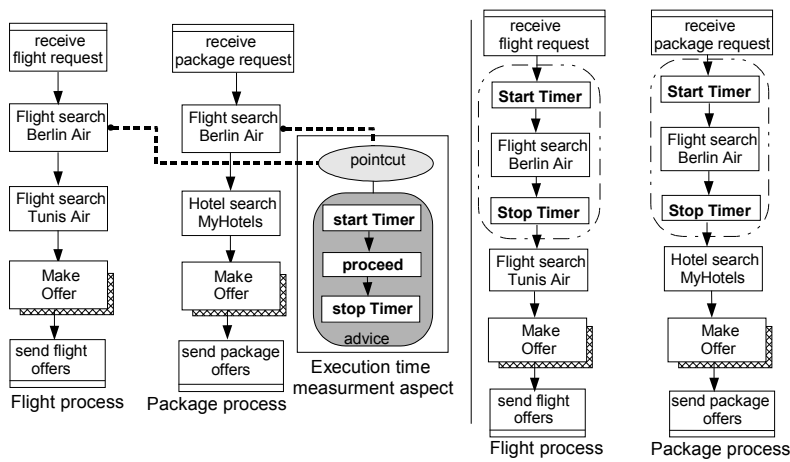 receive
flight request
Flight search
Berlin Air
Flight search
Tunis Air
Make
Offer
send flight
offers
Flight process
receive
package request
Flight search
Berlin Air
Hotel search
MyHotels
Make
Offer
send package
offers
Package process
pointcut
start Timer
proceed
stop Timer
advice
Execution time
measurment aspect
receive
flight request
Start Timer
Flight search
Berlin Air
Stop Timer
Flight search
Tunis Air
Make
Offer
send flight
offers
Flight process
receive
package request
Start Timer
Flight search
Berlin Air
Stop Timer
Hotel search
MyHotels
Make
Offer
send package
offers
Package process